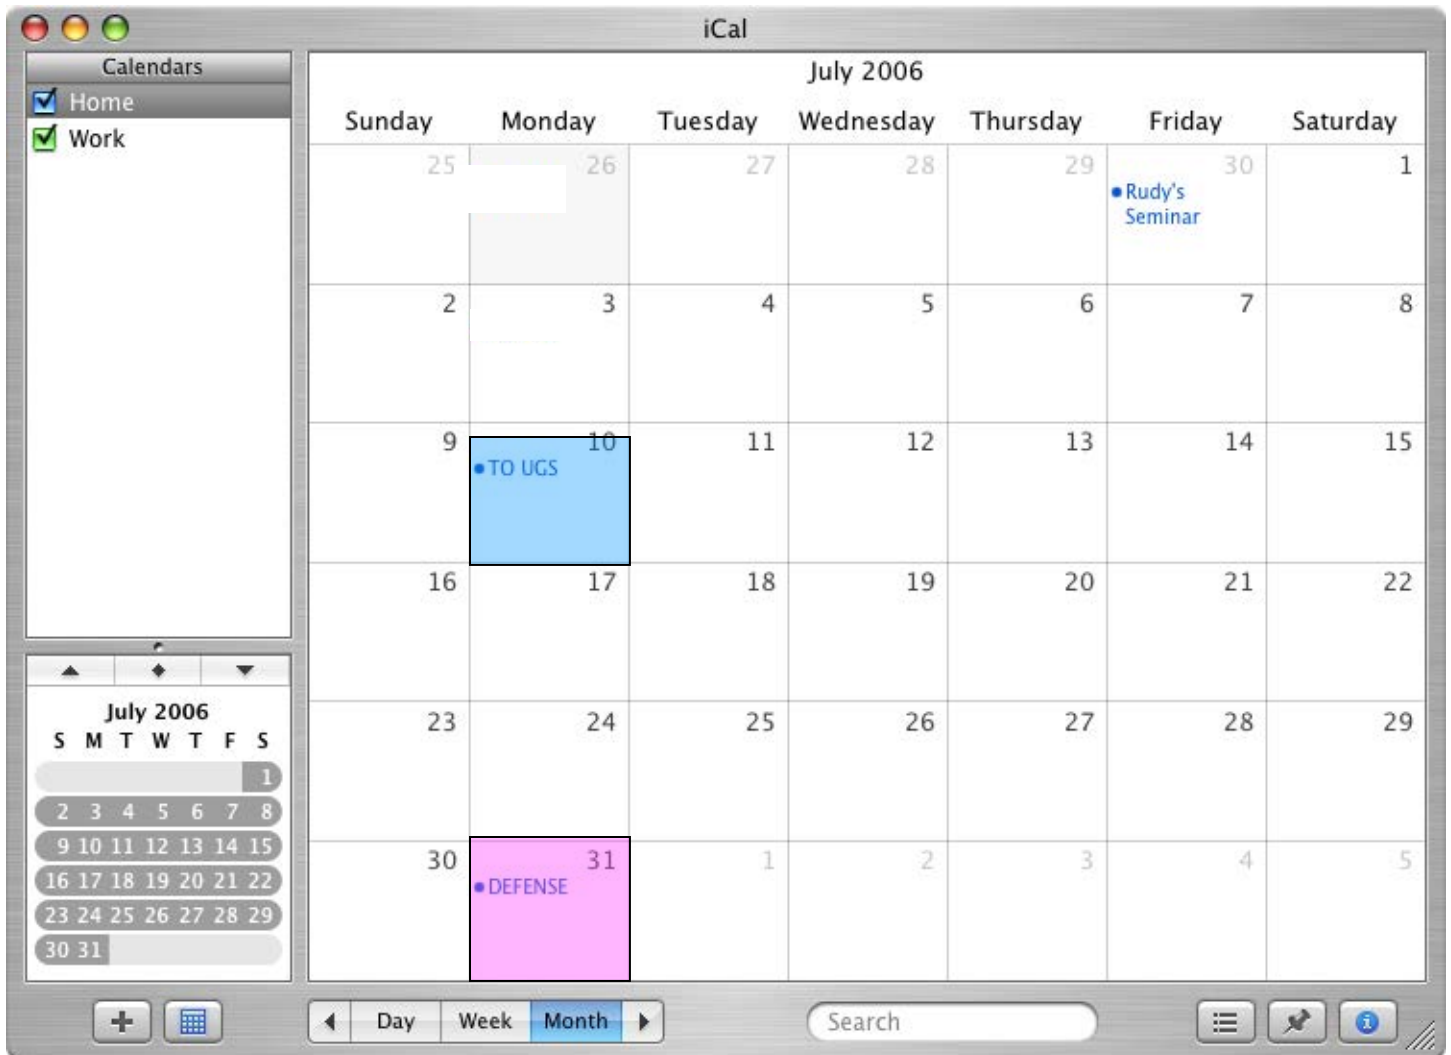 iCal
Calendars
Home
Work
July 2006
Sunday Monday Tuesday Wednesday Thursday Friday Saturday
25 26 27 28 29 30 1
Rudy's
Seminar
2 3 4 5 6 7 8
9 10 11 12 13 14 15
TO UGS
16 17 18 19 20 21 22
23 24 25 26 27 28 29
30 31 1 2 3 4 5
DEFENSE
July 2006
S M T W T F S
1
2 3 4 5 6 7 8
9 10 11 12 13 14 15
16 17 18 19 20 21 22
23 24 25 26 27 28 29
30 31
Day Week Month
Search